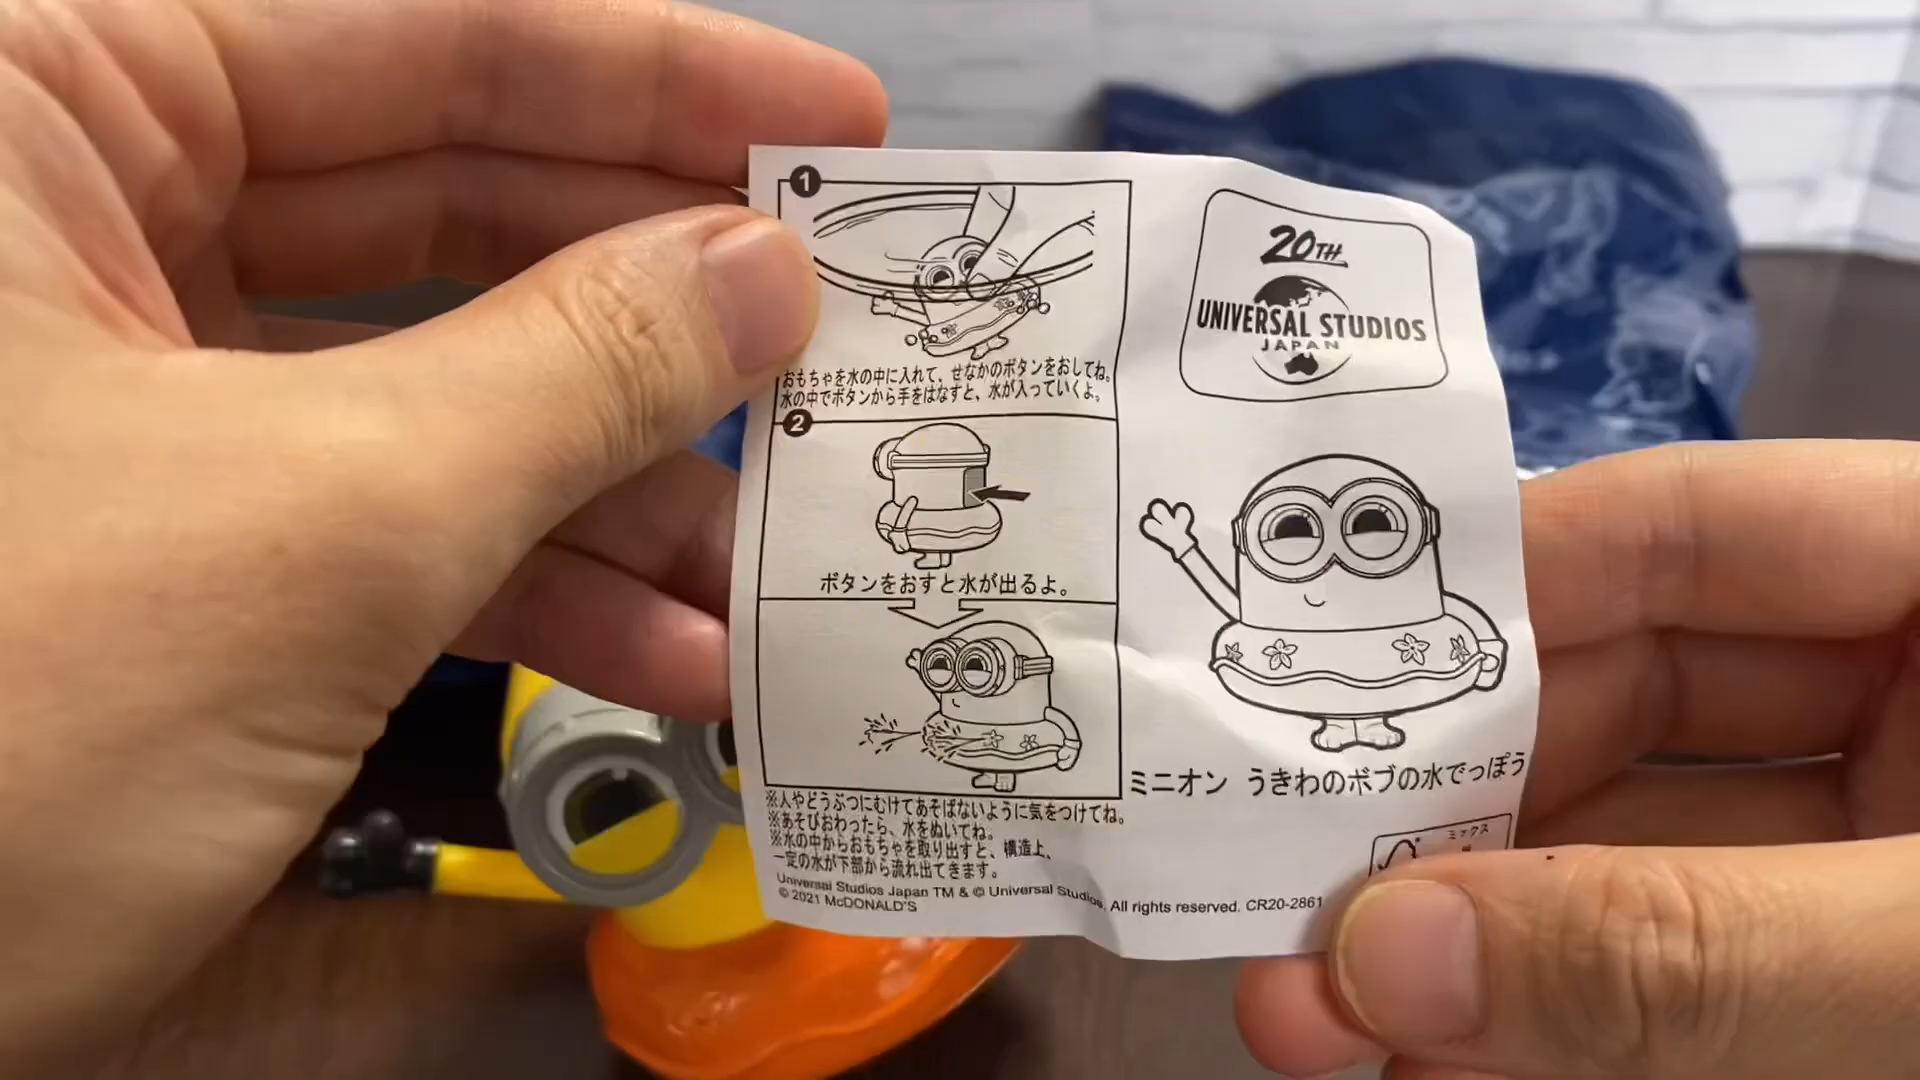 1
おもちゃを水の中に入れて、せなかのボタンをおしてね。
水の中でボタンから手をはなすと、水が入っていくよ。
2
ボタンをおすと水が出るよ。
※人やどうぶつにむけてあそばないように気をつけてね。
※あそびおわったら、水をぬいてね。
※水の中からおもちゃを取り出すと、構造上、
一定の水が下部から流れ出てきます。
Universal Studios Japan TM & © Universal Studios. All rights reserved. CR20-2861
© 2021 McDONALD'S
20TH
UNIVERSAL STUDIOS
JAPAN
ミニオン うきわのボブの水でっぽう
ミックス